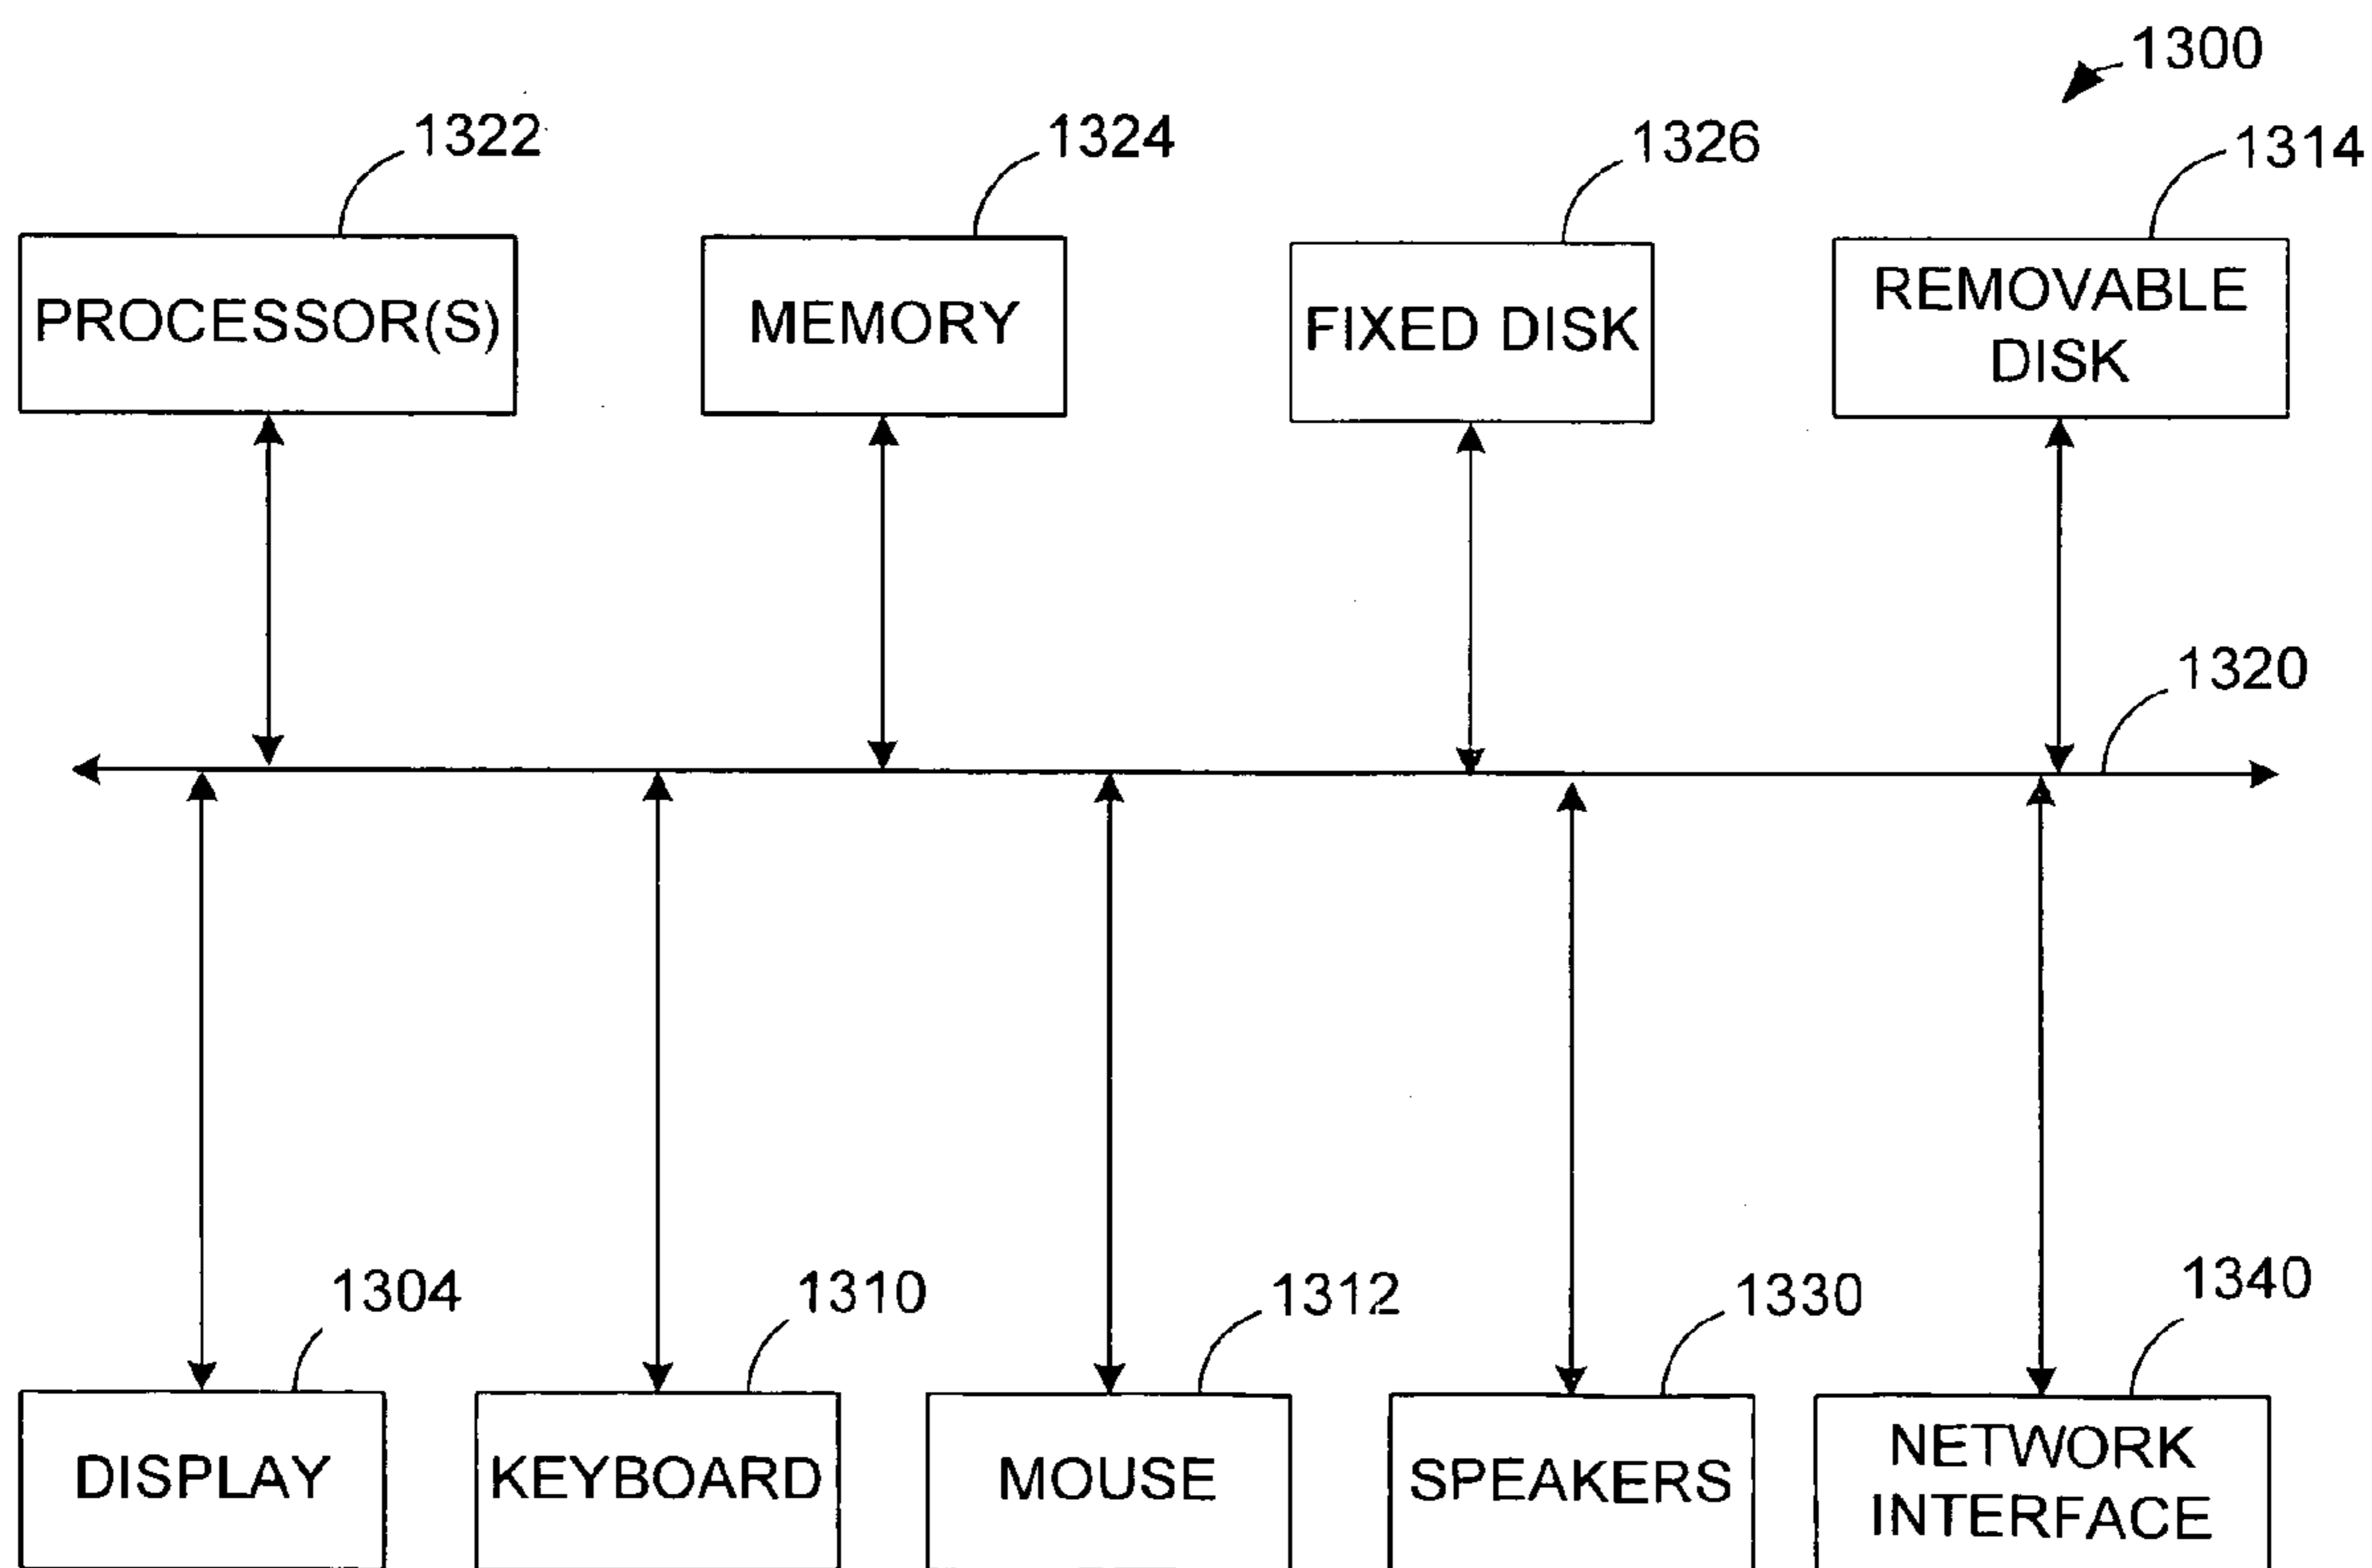 1300
1322
1324
1326
1314
PROCESSOR(S)
MEMORY
FIXED DISK
REMOVABLE
DISK
1320
1304
1310
1312
1330
1340
DISPLAY
KEYBOARD
MOUSE
SPEAKERS
NETWORK
INTERFACE